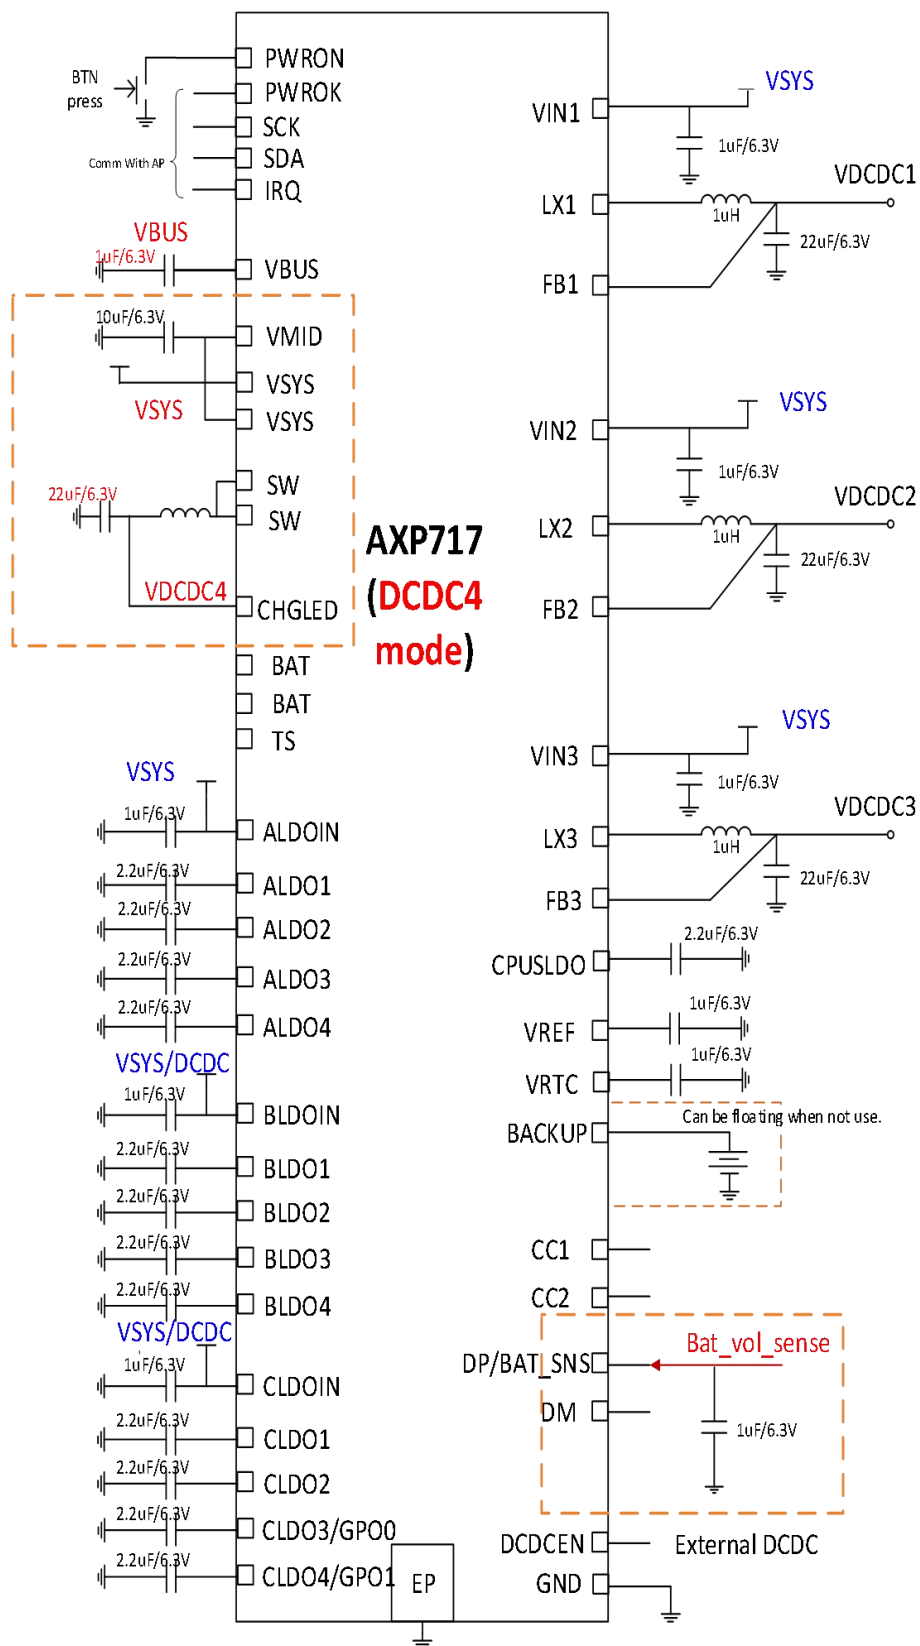 PWRON
BTN
press
PWROK
SCK
Comm With AP
SDA
IRQ
VBUS
1uF/6.3V
VBUS
10uF/6.3V
VMID
VSYS
VSYS
VSYS
22uF/6.3V
SW
SW
VDCDC4
CHGLED
BAT
BAT
TS
VSYS
1uF/6.3V
ALDOIN
2.2uF/6.3V
ALDO1
2.2uF/6.3V
ALDO2
2.2uF/6.3V
ALDO3
2.2uF/6.3V
ALDO4
VSYS/DCDC
1uF/6.3V
BLDOIN
2.2uF/6.3V
BLDO1
2.2uF/6.3V
BLDO2
2.2uF/6.3V
BLDO3
2.2uF/6.3V
BLDO4
VSYS/DCDC
1uF/6.3V
CLDOIN
2.2uF/6.3V
CLDO1
2.2uF/6.3V
CLDO2
2.2uF/6.3V
CLDO3/GPO0
2.2uF/6.3V
CLDO4/GPO1
EP
AXP717
(DCDC4
mode)
VSYS
VIN1
1uF/6.3V
VDCDC1
LX1
1uH
22uF/6.3V
FB1
VSYS
VIN2
1uF/6.3V
VDCDC2
LX2
1uH
22uF/6.3V
FB2
VSYS
VIN3
1uF/6.3V
VDCDC3
LX3
1uH
22uF/6.3V
FB3
2.2uF/6.3V
CPUSLDO
1uF/6.3V
VREF
1uF/6.3V
VRTC
Can be floating when not use.
BACKUP
CC1
CC2
Bat_vol_sense
DP/BAT_SNS
DM
1uF/6.3V
DCDCEN
External DCDC
GND